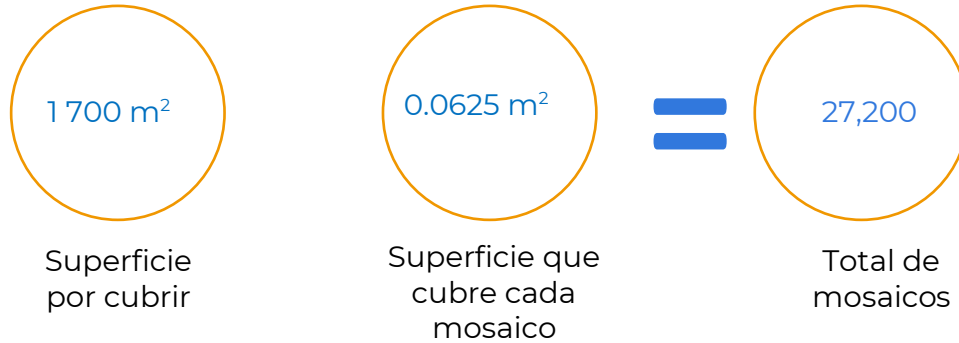 1 700 m²
0.0625 m²
=
27,200
Superficie
por cubrir
Superficie que
cubre cada
mosaico
Total de
mosaicos